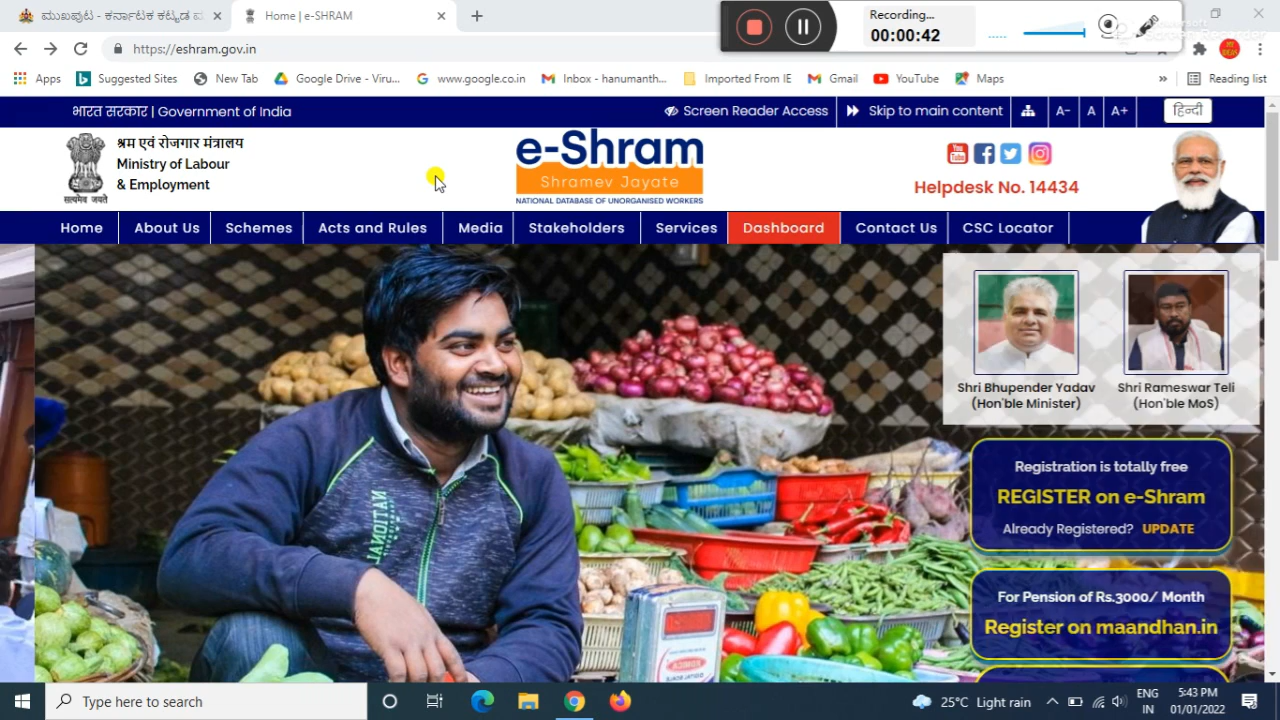 ಮುಖಪುಟ - ಕರ್ನಾಟಕ ಕಟ್ಟಡ ಮ
Home | e-SHRAM
Recording...
00:00:42
https://eshram.gov.in
Apps
Suggested Sites
New Tab
Google Drive - Viru...
www.google.co.in
Inbox - hanumanth...
Imported From IE
Gmail
YouTube
Maps
Reading list
भारत सरकार | Government of India
Screen Reader Access
Skip to main content
A-
A
A+
हिन्दी
श्रम एवं रोजगार मंत्रालय
Ministry of Labour
& Employment
सत्यमेव जयते
e-Shram
Shramev Jayate
NATIONAL DATABASE OF UNORGANISED WORKERS
You
Tube
Helpdesk No. 14434
Home
About Us
Schemes
Acts and Rules
Media
Stakeholders
Services
Dashboard
Contact Us
CSC Locator
Shri Bhupender Yadav
(Hon'ble Minister)
Shri Rameswar Teli
(Hon'ble MoS)
Registration is totally free
REGISTER on e-Shram
Already Registered? UPDATE
For Pension of Rs.3000/ Month
Register on maandhan.in
NATIONAL
Type here to search
25°C Light rain
ENG
IN
5:43 PM
01/01/2022